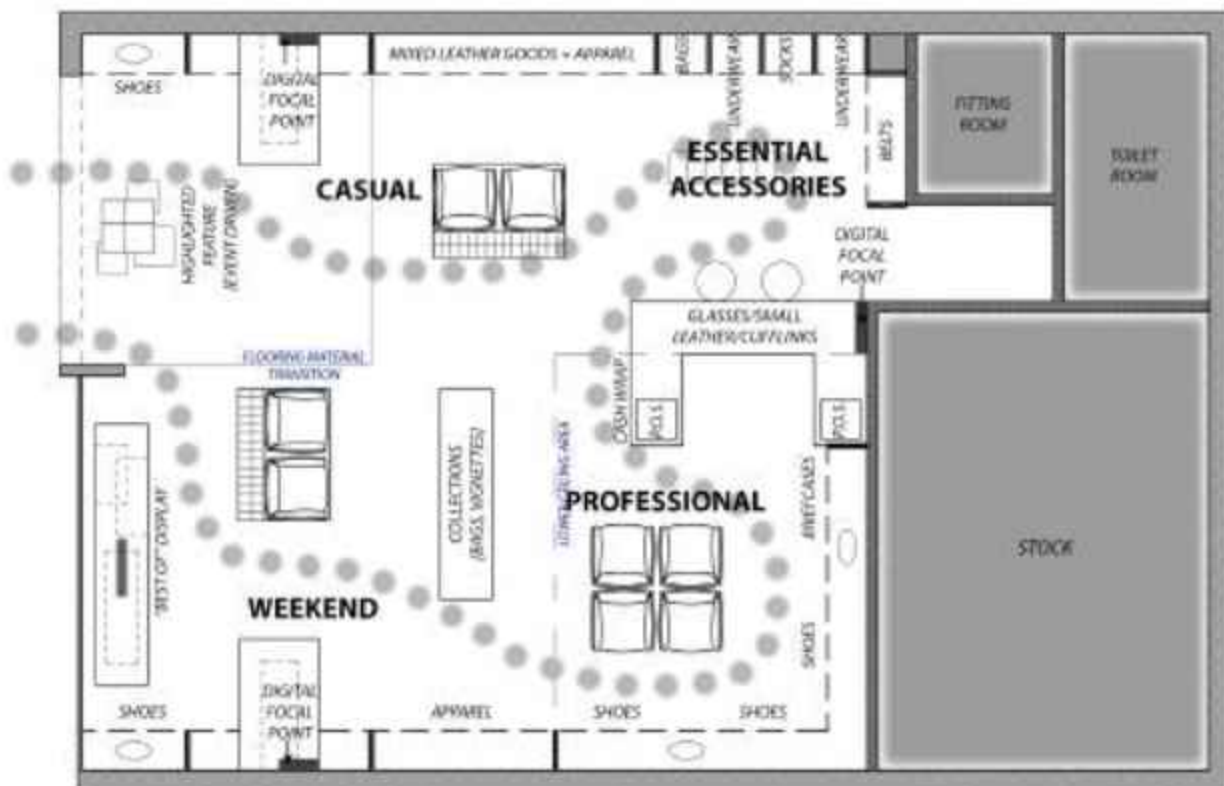 MIXED LEATHER GOODS + APPAREL
BAGS
UNDERWEAR
SOCKS
UNDERWEAR
SHOES
DIGITAL
FOCAL
POINT
FITTING
ROOM
TOILET
ROOM
BELTS
CASUAL
ESSENTIAL
ACCESSORIES
HIGHLIGHTED
FEATURE
(EVENT DRIVEN)
DIGITAL
FOCAL
POINT
GLASSES/SMALL
LEATHER/CUFFLINKS
FLOORING MATERIAL
TRANSITION
CASH WRAP
P.O.S.
P.O.S.
COLLECTIONS
(BAGS, VIGNETTES)
CEILING AREA
PROFESSIONAL
BRIEFCASES
"BEST OF" DISPLAY
STOCK
WEEKEND
SHOES
DIGITAL
FOCAL
POINT
SHOES
APPAREL
SHOES
SHOES